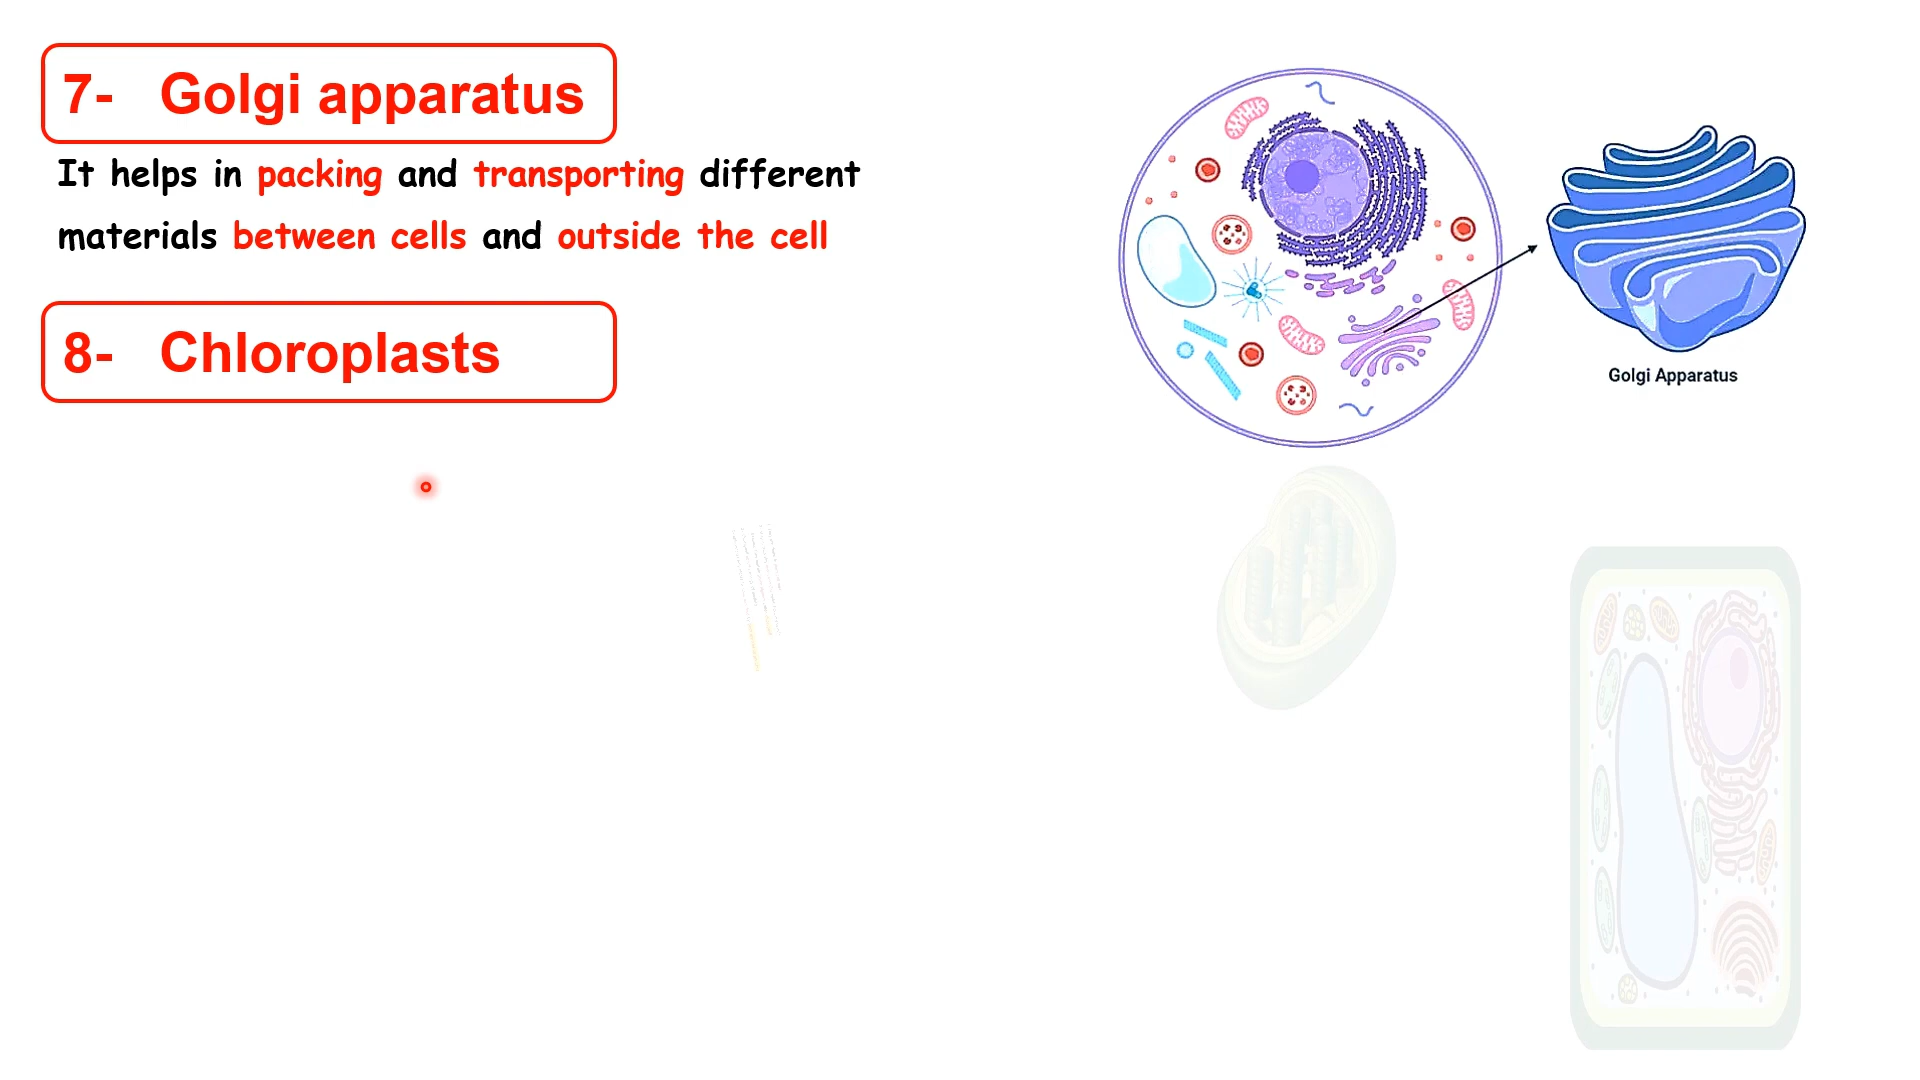 7- Golgi apparatus
It helps in packing and transporting different
materials between cells and outside the cell
8- Chloroplasts
Golgi Apparatus